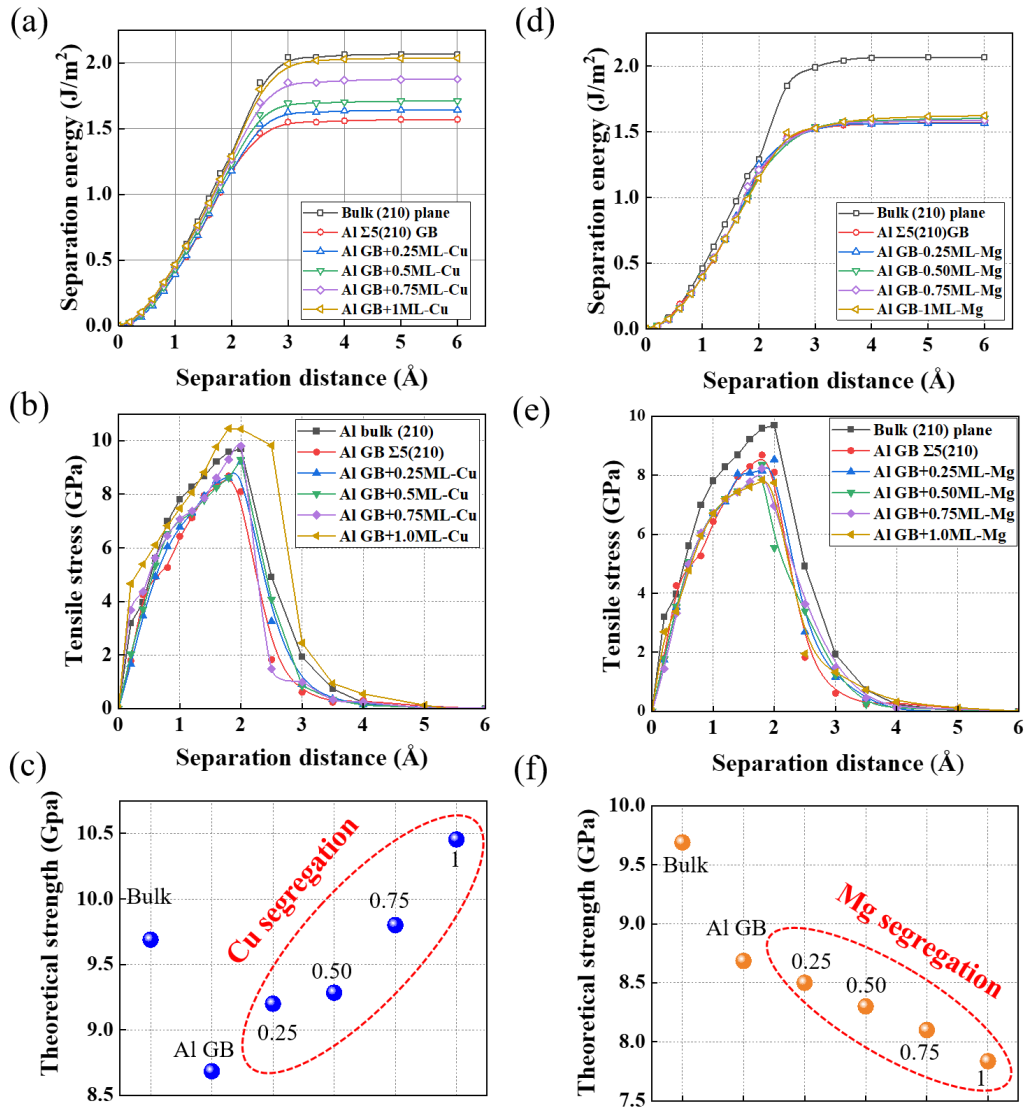 (a)
Separation energy (J/m²)
2.0
1.5
1.0
0.5
0.0
Bulk (210) plane
Al Σ5(210) GB
Al GB+0.25ML-Cu
Al GB+0.5ML-Cu
Al GB+0.75ML-Cu
Al GB+1ML-Cu
0 1 2 3 4 5 6
Separation distance (Å)
(d)
Separation energy (J/m²)
2.0
1.5
1.0
0.5
0.0
Bulk (210) plane
Al Σ5(210)GB
Al GB-0.25ML-Mg
Al GB-0.50ML-Mg
Al GB-0.75ML-Mg
Al GB-1ML-Mg
0 1 2 3 4 5 6
Separation distance (Å)
(b)
Tensile stress (GPa)
10
8
6
4
2
0
Al bulk (210)
Al GB Σ5(210)
Al GB+0.25ML-Cu
Al GB+0.5ML-Cu
Al GB+0.75ML-Cu
Al GB+1.0ML-Cu
0 1 2 3 4 5 6
Separation distance (Å)
(e)
Tensile stress (GPa)
10
8
6
4
2
0
Bulk (210) plane
Al GB Σ5(210)
Al GB+0.25ML-Mg
Al GB+0.50ML-Mg
Al GB+0.75ML-Mg
Al GB+1.0ML-Mg
0 1 2 3 4 5 6
Separation distance (Å)
(c)
Theoretical strength (Gpa)
10.5
10.0
9.5
9.0
8.5
Bulk
Al GB
Cu segregation
0.25
0.50
0.75
1
(f)
Theoretical strength (GPa)
10.0
9.5
9.0
8.5
8.0
7.5
Bulk
Al GB
Mg segregation
0.25
0.50
0.75
1